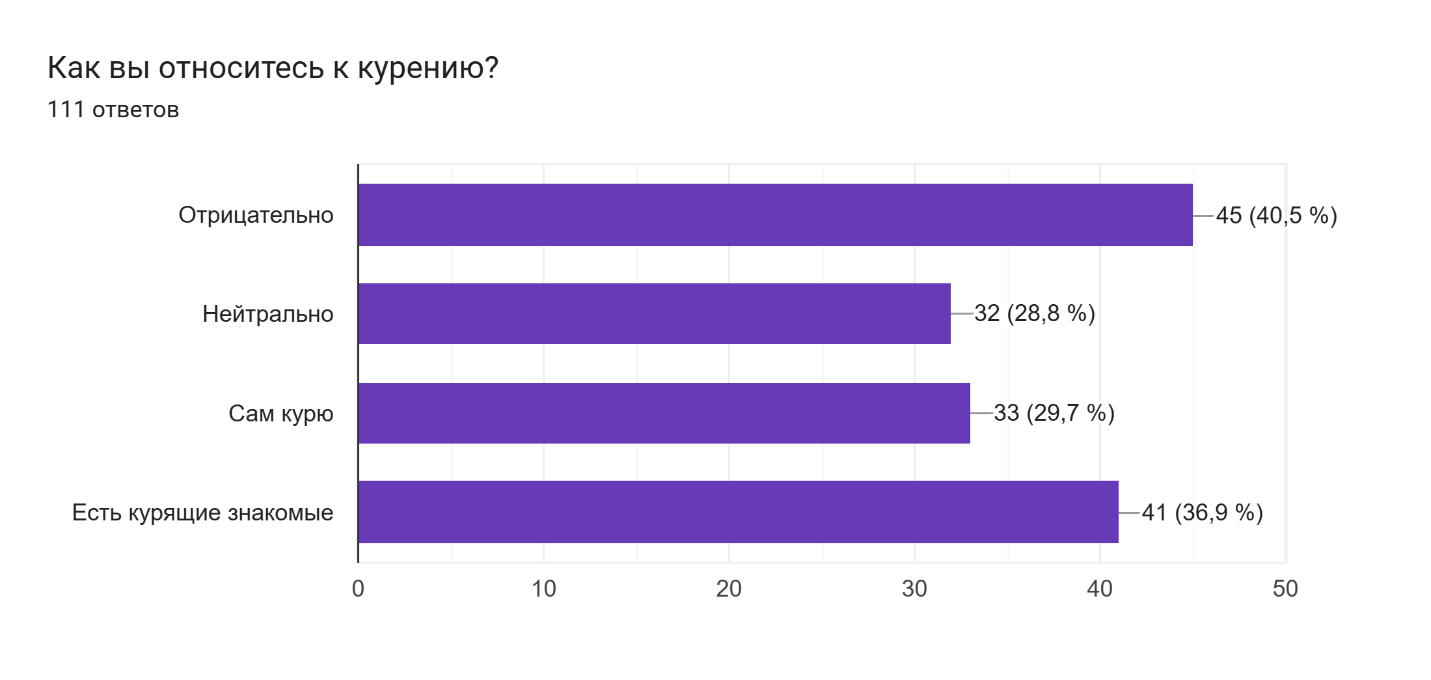 Как вы относитесь к курению?
111 ответов
Отрицательно 45 (40,5 %)
Нейтрально 32 (28,8 %)
Сам курю 33 (29,7 %)
Есть курящие знакомые 41 (36,9 %)
0 10 20 30 40 50